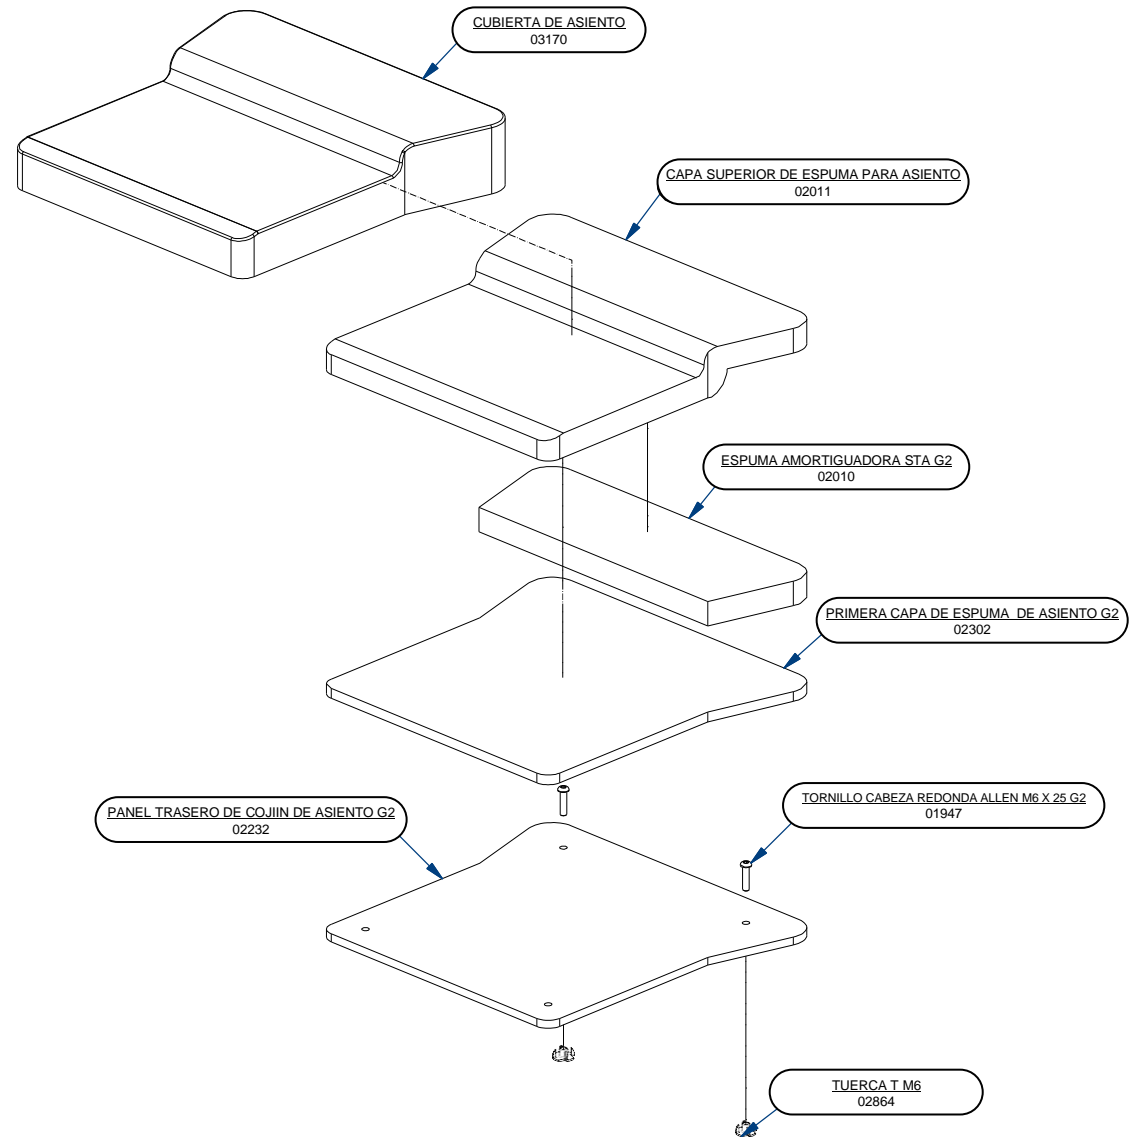 CUBIERTA DE ASIENTO
03170
CAPA SUPERIOR DE ESPUMA PARA ASIENTO
02011
ESPUMA AMORTIGUADORA STA G2
02010
PRIMERA CAPA DE ESPUMA DE ASIENTO G2
02302
PANEL TRASERO DE COJIIN DE ASIENTO G2
02232
TORNILLO CABEZA REDONDA ALLEN M6 X 25 G2
01947
TUERCA T M6
02864